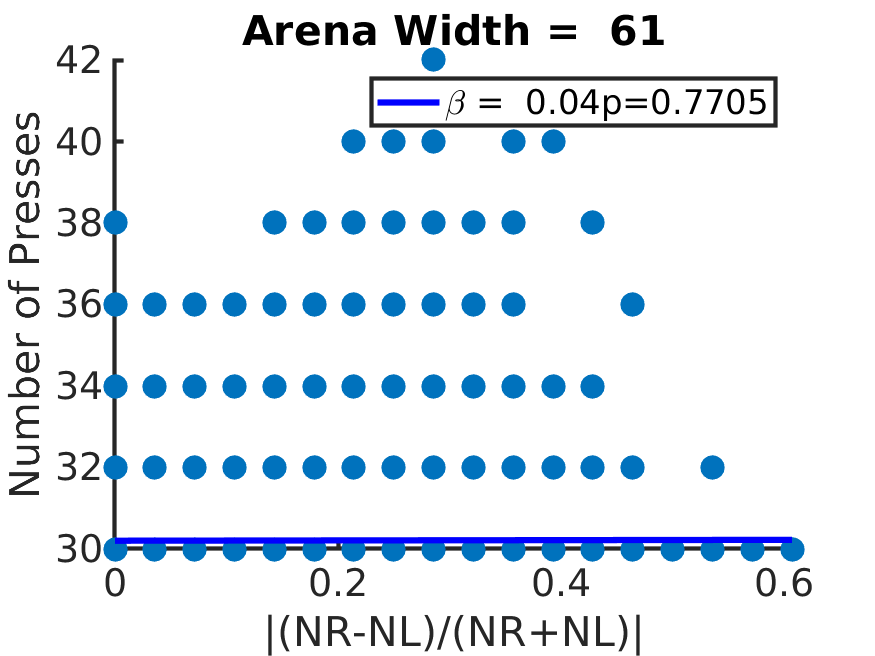 Arena Width = 61
42
β = 0.04p=0.7705
40
38
36
34
32
30
0 0.2 0.4 0.6
Number of Presses
|(NR-NL)/(NR+NL)|